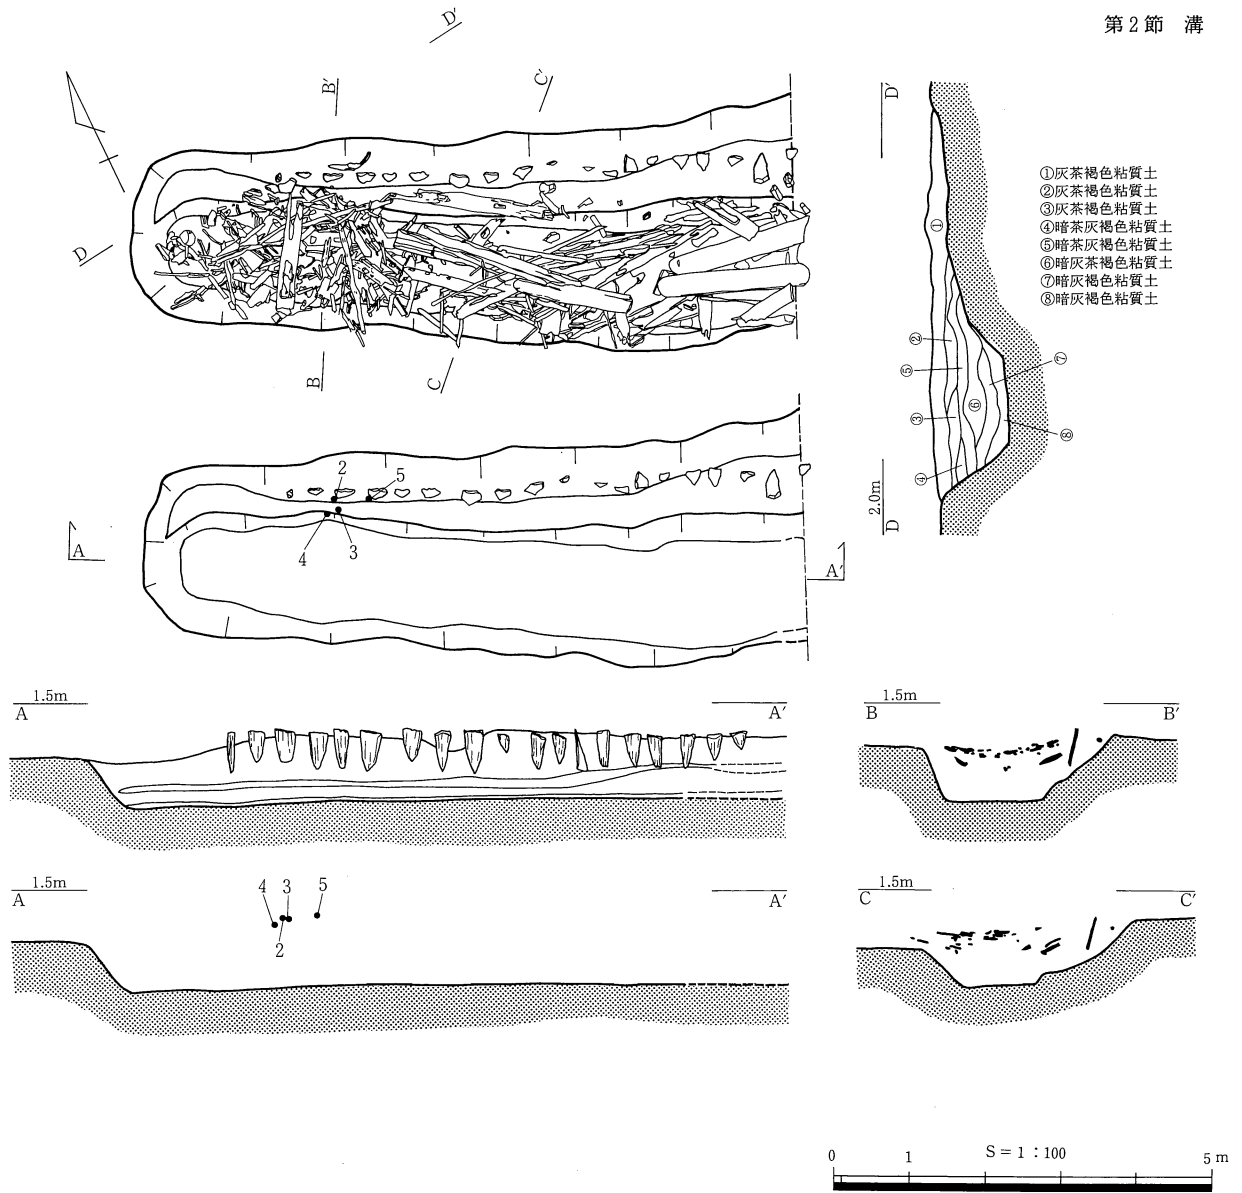 第2節 溝
D′
B′
C′
D
B
C
D′
①
②
⑤
③
④
⑥
⑦
⑧
2.0m
D
①灰茶褐色粘質土
②灰茶褐色粘質土
③灰茶褐色粘質土
④暗茶灰褐色粘質土
⑤暗茶灰褐色粘質土
⑥暗灰茶褐色粘質土
⑦暗灰褐色粘質土
⑧暗灰褐色粘質土
2
5
4
3
A
A′
1.5m
A
A′
1.5m
B
B′
1.5m
A
4 3 5
2
A′
1.5m
C
C′
S = 1 : 100
0 1 5 m